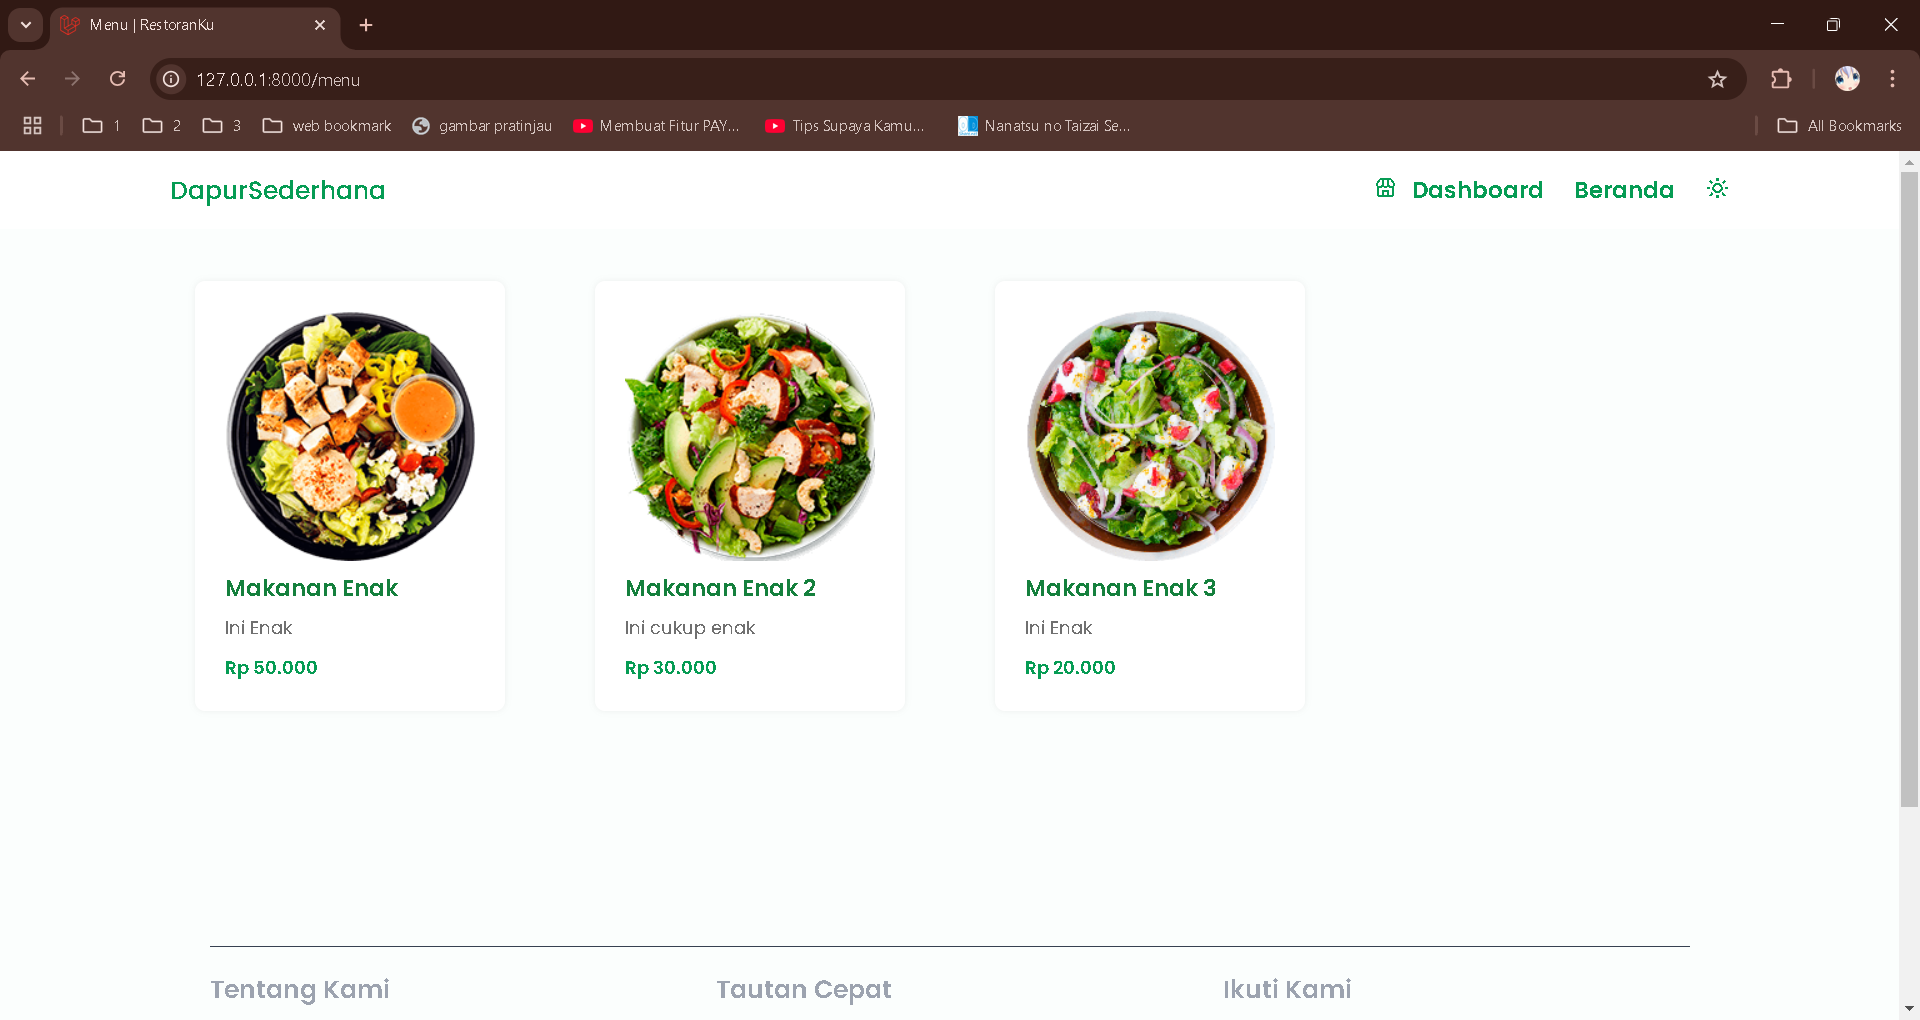 Menu | RestoranKu
127.0.0.1:8000/menu
1
2
3
web bookmark
gambar pratinjau
Membuat Fitur PAY...
Tips Supaya Kamu...
Nanatsu no Taizai Se...
All Bookmarks
DapurSederhana
Dashboard
Beranda
Makanan Enak
Ini Enak
Rp 50.000
Makanan Enak 2
Ini cukup enak
Rp 30.000
Makanan Enak 3
Ini Enak
Rp 20.000
Tentang Kami
Tautan Cepat
Ikuti Kami